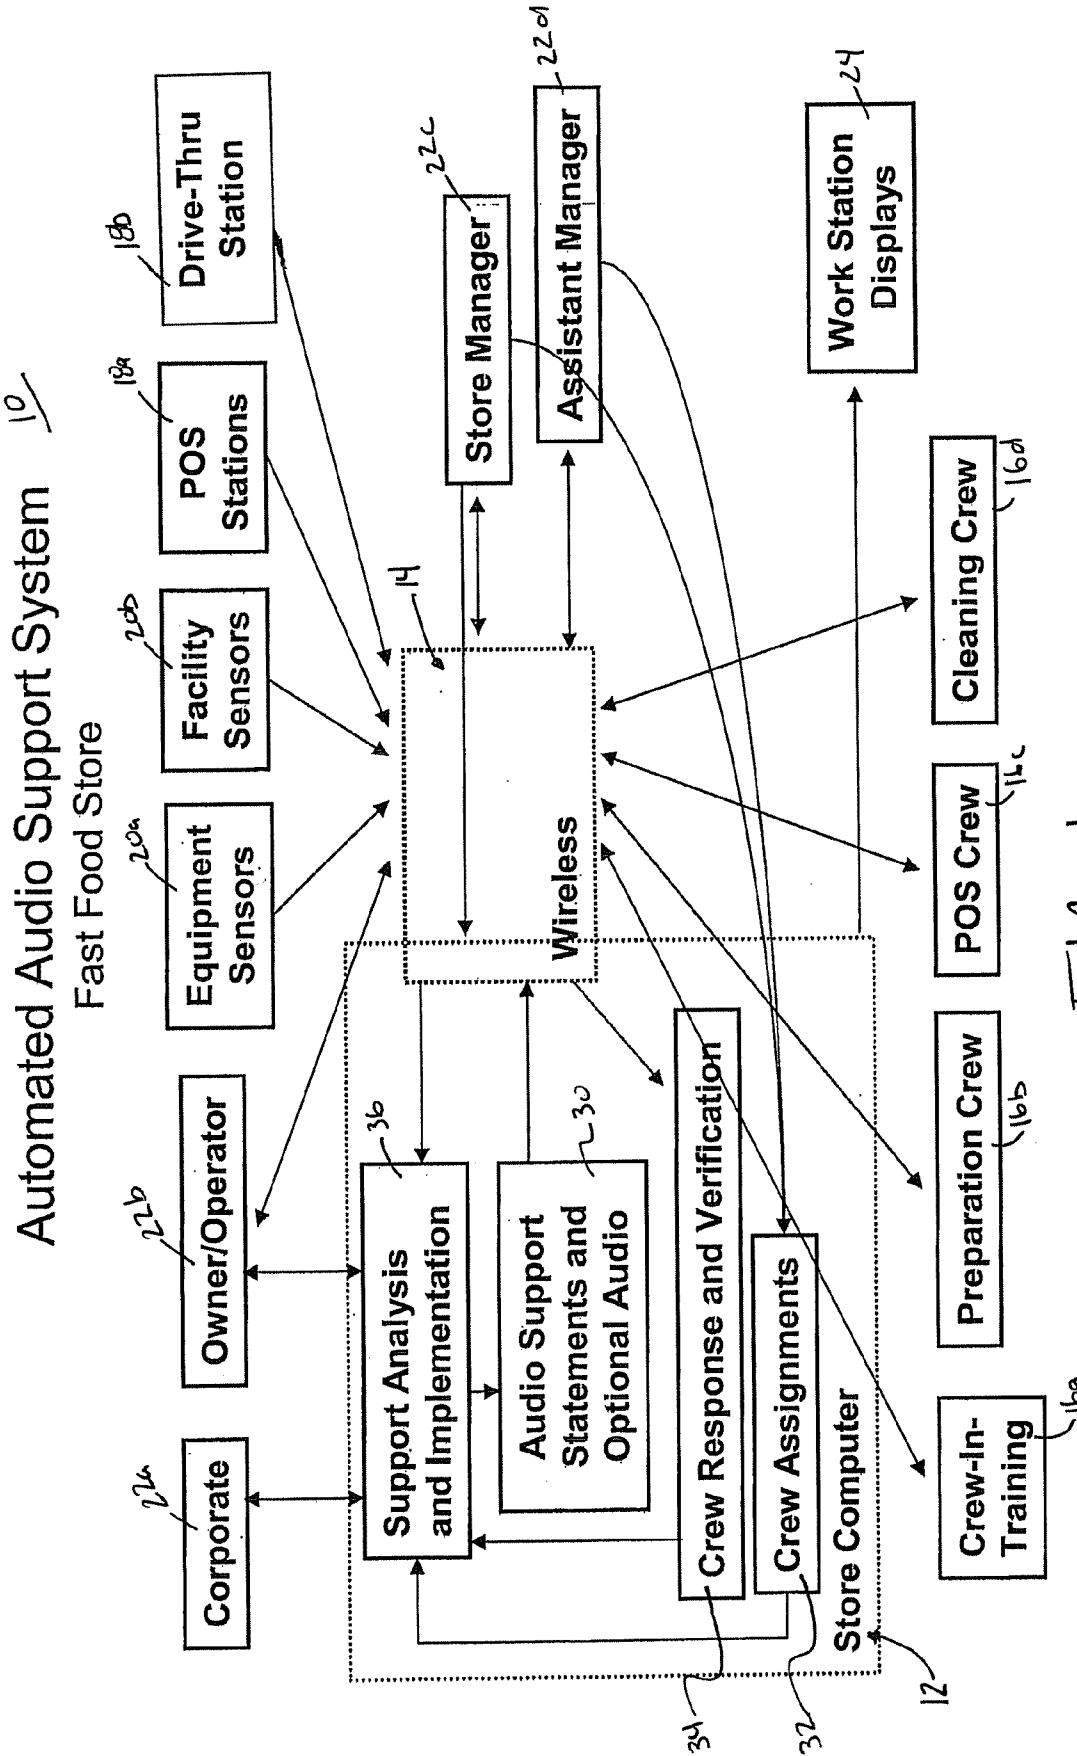 Automated Audio Support System
10
Fast Food Store
22a
Corporate
22b
Owner/Operator
20a
Equipment
Sensors
20b
Facility
Sensors
18a
POS
Stations
18b
Drive-Thru
Station
36
Support Analysis
and Implementation
30
Audio Support
Statements and
Optional Audio
34
Crew Response and Verification
32
Crew Assignments
Store Computer
12
14
Wireless
22c
Store Manager
22d
Assistant Manager
24
Work Station
Displays
Crew-In-
Training
16a
Preparation Crew
16b
POS Crew
16c
Cleaning Crew
16d